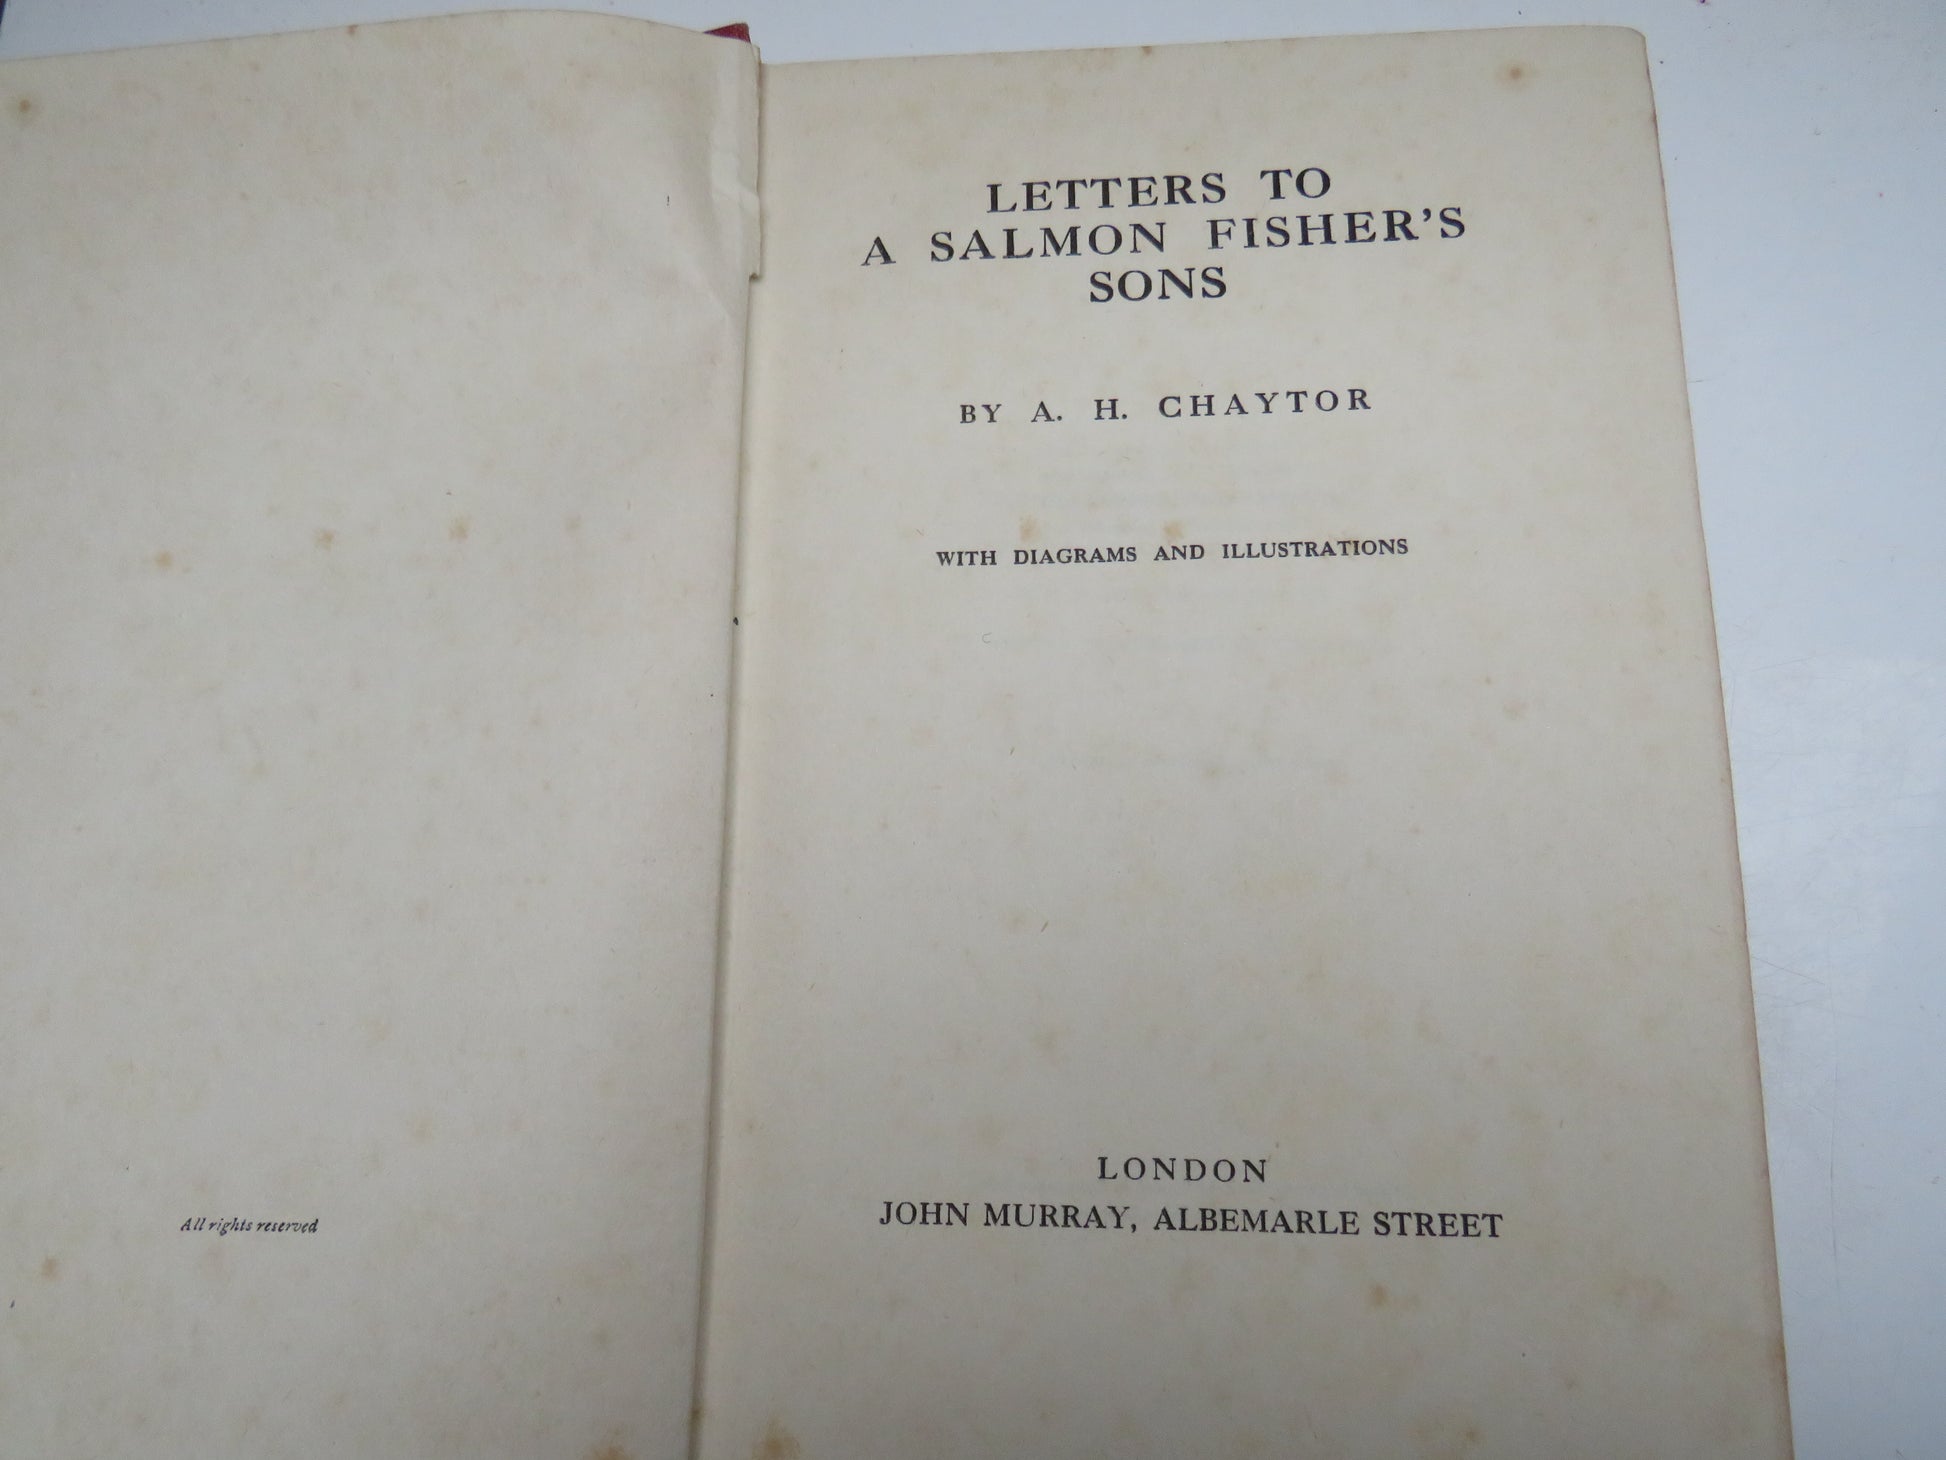 All rights reserved
LETTERS TO
A SALMON FISHER'S
SONS
BY A. H. CHAYTOR
WITH DIAGRAMS AND ILLUSTRATIONS
LONDON
JOHN MURRAY, ALBEMARLE STREET